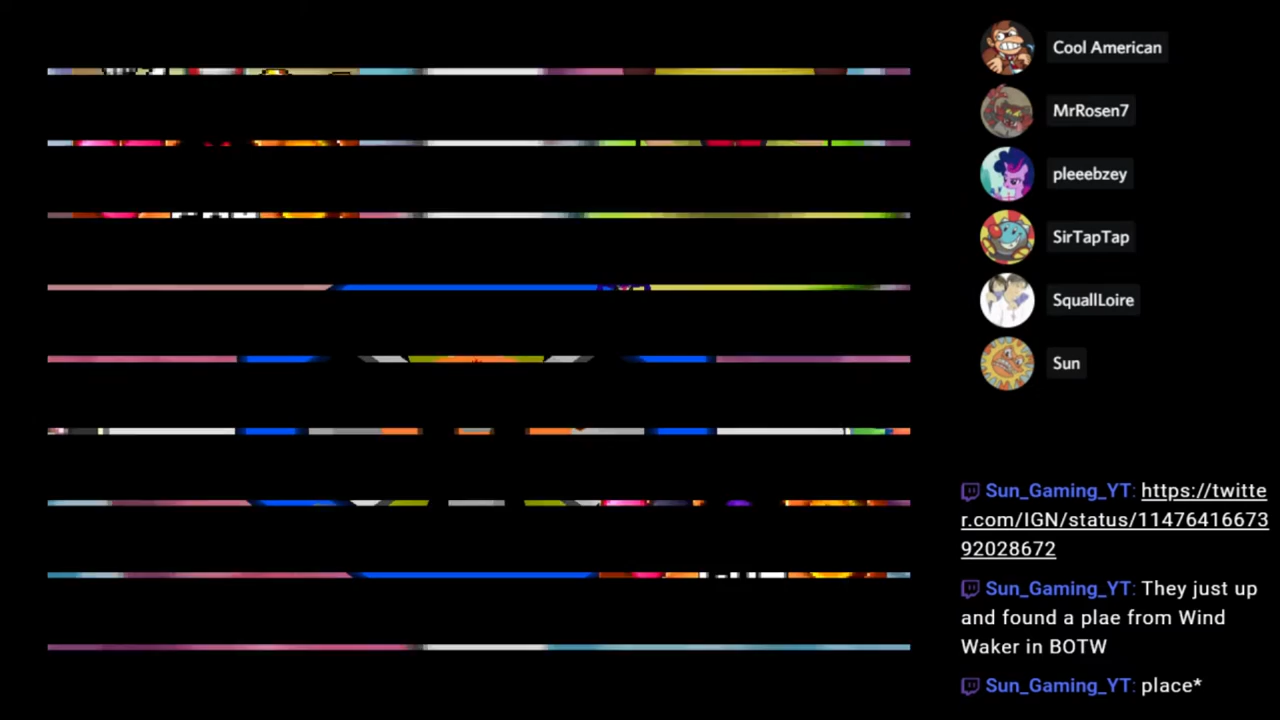 Cool American
MrRosen7
pleeebzey
SirTapTap
SquallLoire
Sun
Sun_Gaming_YT: https://twitte
r.com/IGN/status/11476416673
92028672
Sun_Gaming_YT: They just up
and found a plae from Wind
Waker in BOTW
Sun_Gaming_YT: place*